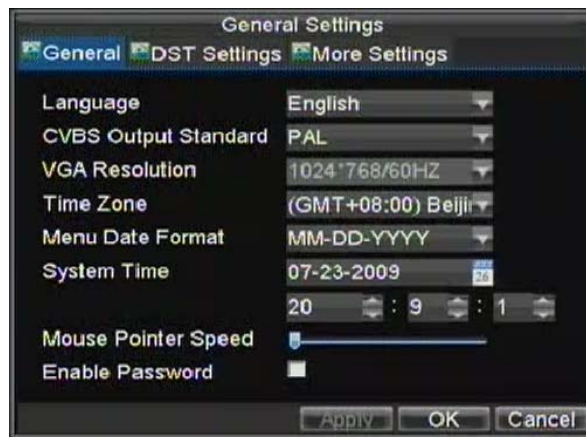 General Settings
General DST Settings More Settings
Language English
CVBS Output Standard PAL
VGA Resolution 1024*768/60HZ
Time Zone (GMT+08:00) Beijin
Menu Date Format MM-DD-YYYY
System Time 07-23-2009
26
20 : 9 : 1
Mouse Pointer Speed
Enable Password
Apply OK Cancel